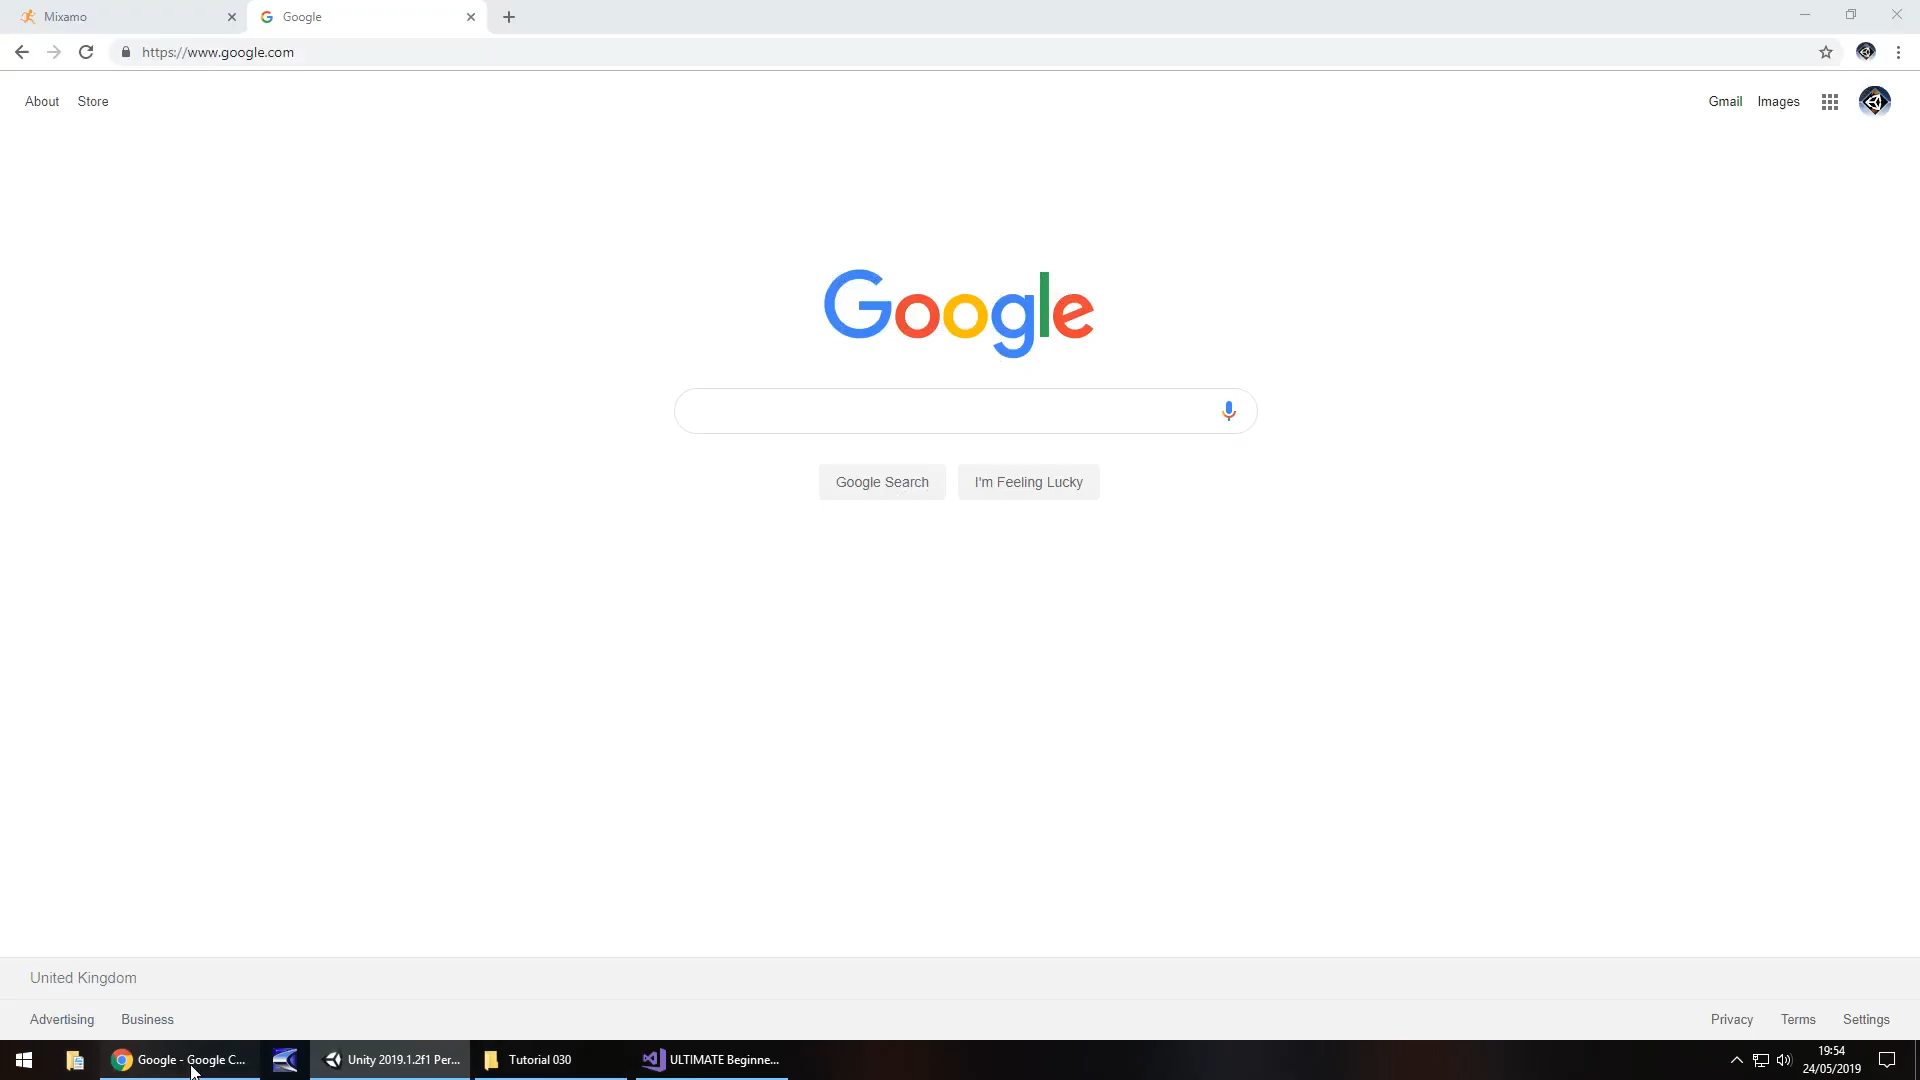 Mixamo
Google
https://www.google.com
About Store
Gmail Images
Google
Google Search I'm Feeling Lucky
United Kingdom
Advertising Business
Privacy Terms Settings
Google - Google C...
Unity 2019.1.2f1 Per...
Tutorial 030
ULTIMATE Beginne...
19:54
24/05/2019